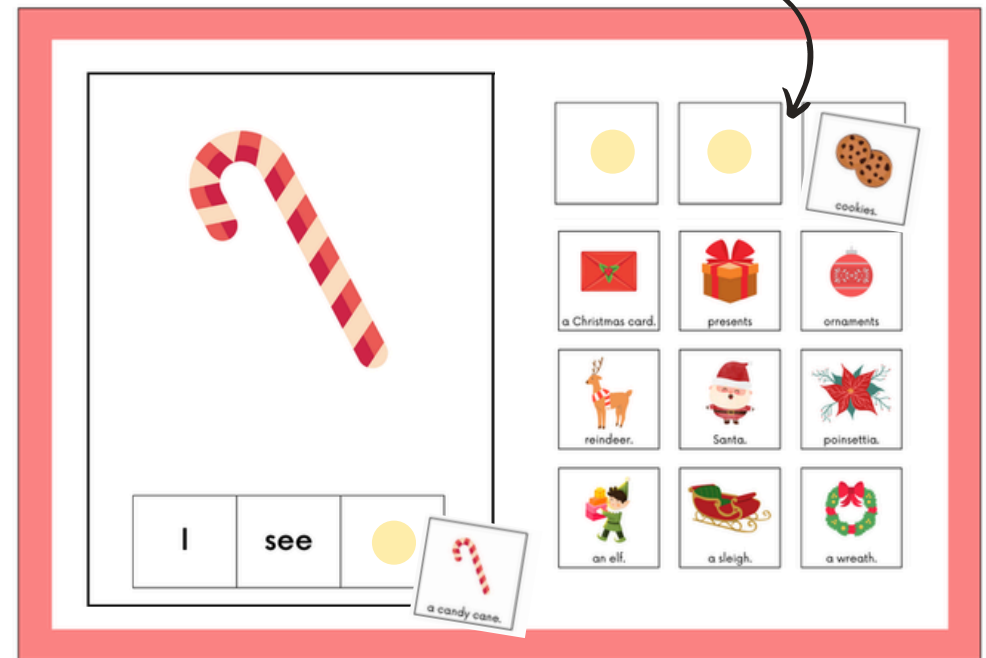 I see
a candy cane.
cookies.
a Christmas card. presents ornaments
reindeer. Santa. poinsettia.
an elf. a sleigh. a wreath.